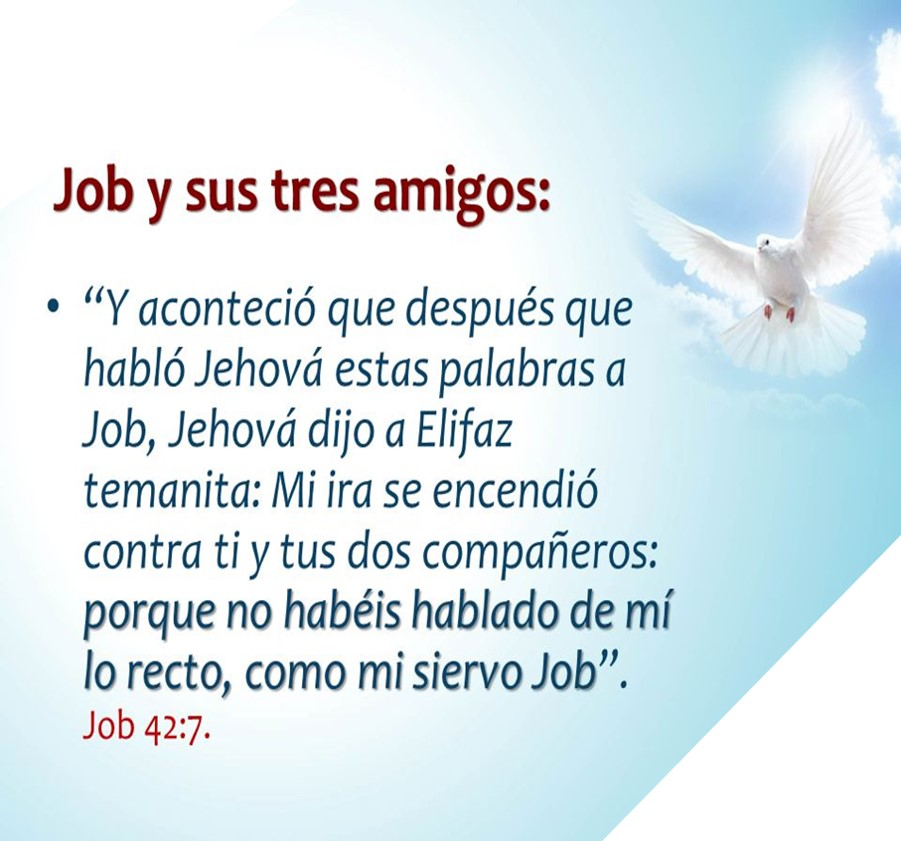 Job y sus tres amigos:
• “Y aconteció que después que
habló Jehová estas palabras a
Job, Jehová dijo a Elifaz
temanita: Mi ira se encendió
contra ti y tus dos compañeros:
porque no habéis hablado de mí
lo recto, como mi siervo Job”.
Job 42:7.